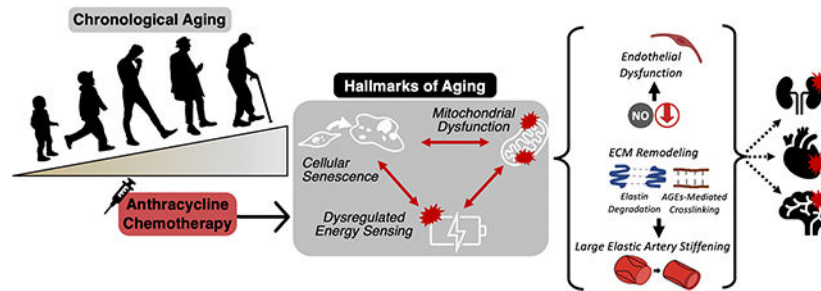 Chronological Aging
Anthracycline
Chemotherapy
Hallmarks of Aging
Mitochondrial
Dysfunction
Cellular
Senescence
Dysregulated
Energy Sensing
Endothelial
Dysfunction
NO
ECM Remodeling
Elastin
Degradation
AGEs-Mediated
Crosslinking
Large Elastic Artery Stiffening